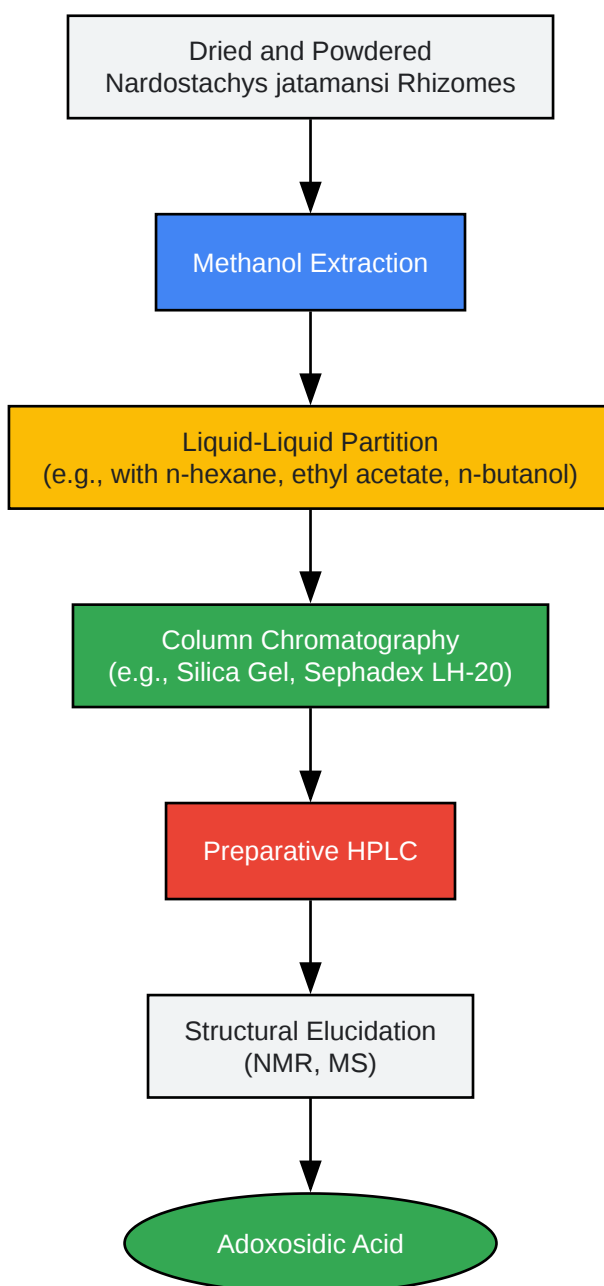 Dried and Powdered
Nardostachys jatamansi Rhizomes
Methanol Extraction
Liquid-Liquid Partition
(e.g., with n-hexane, ethyl acetate, n-butanol)
Column Chromatography
(e.g., Silica Gel, Sephadex LH-20)
Preparative HPLC
Structural Elucidation
(NMR, MS)
Adoxosidic Acid